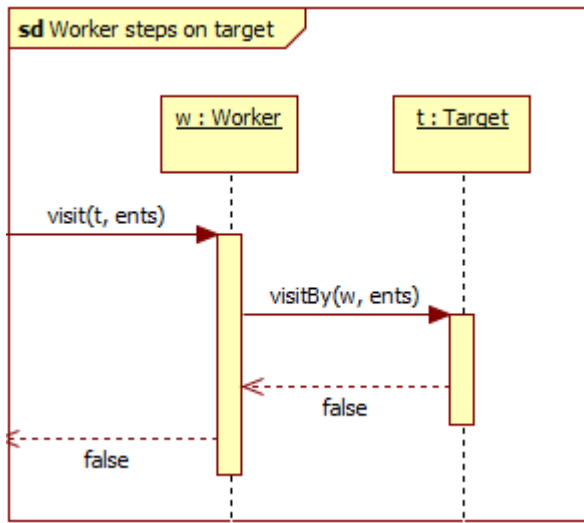 sd Worker steps on target
w : Worker
t : Target
visit(t, ents)
visitBy(w, ents)
false
false